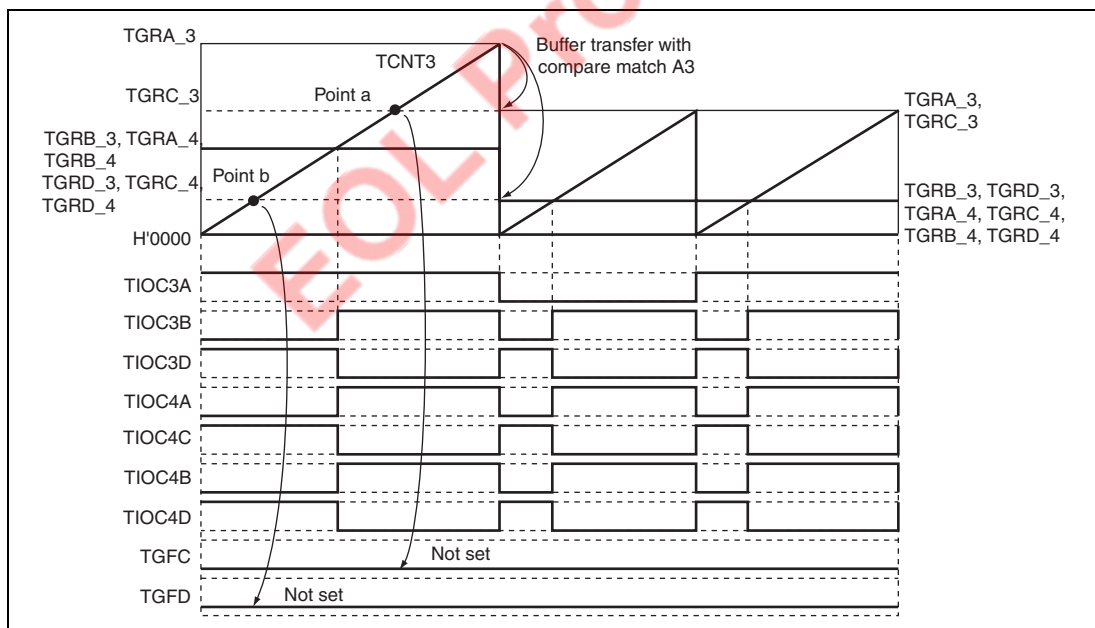 TGRA_3
TCNT3
Buffer transfer with
compare match A3
TGRC_3
Point a
TGRA_3,
TGRC_3
TGRB_3, TGRA_4,
TGRB_4
TGRD_3, TGRC_4,
TGRD_4
Point b
TGRB_3, TGRD_3,
TGRA_4, TGRC_4,
TGRB_4, TGRD_4
H'0000
TIOC3A
TIOC3B
TIOC3D
TIOC4A
TIOC4C
TIOC4B
TIOC4D
TGFC
Not set
TGFD
Not set
EOL Pro